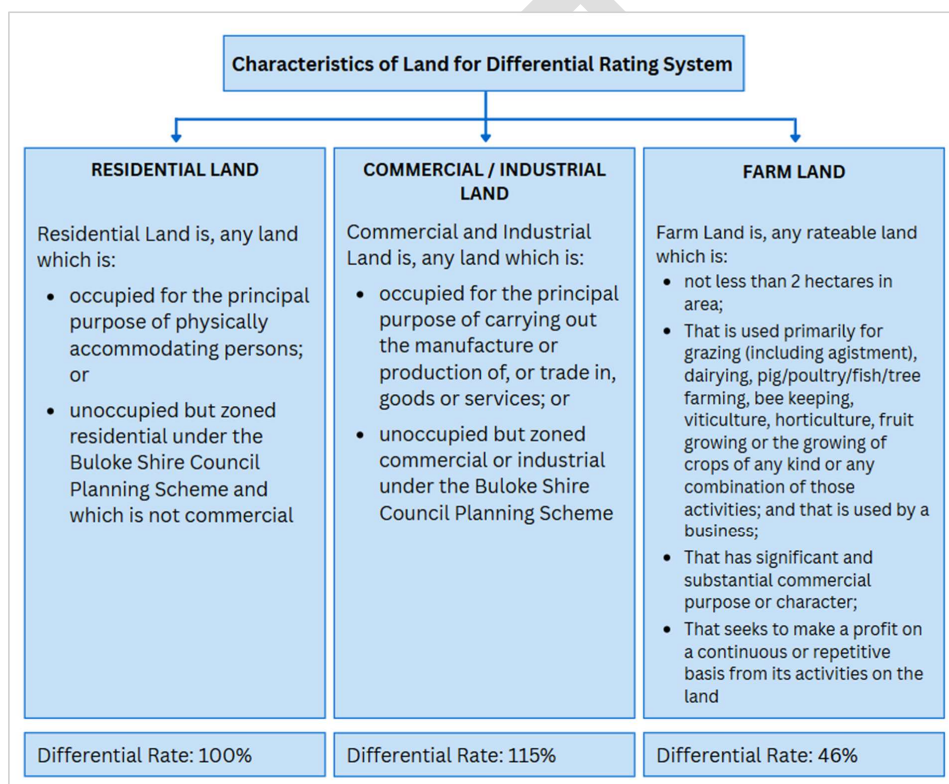 Characteristics of Land for Differential Rating System
RESIDENTIAL LAND
Residential Land is, any land
which is:
• occupied for the principal
purpose of physically
accommodating persons;
or
• unoccupied but zoned
residential under the
Buloke Shire Council
Planning Scheme and
which is not commercial
Differential Rate: 100%
COMMERCIAL / INDUSTRIAL
LAND
Commercial and Industrial
Land is, any land which is:
• occupied for the principal
purpose of carrying out
the manufacture or
production of, or trade in,
goods or services; or
• unoccupied but zoned
commercial or industrial
under the Buloke Shire
Council Planning Scheme
Differential Rate: 115%
FARM LAND
Farm Land is, any rateable land
which is:
• not less than 2 hectares in
area;
• That is used primarily for
grazing (including agistment),
dairying, pig/poultry/fish/tree
farming, bee keeping,
viticulture, horticulture, fruit
growing or the growing of
crops of any kind or any
combination of those
activities; and that is used by a
business;
• That has significant and
substantial commercial
purpose or character;
• That seeks to make a profit on
a continuous or repetitive
basis from its activities on the
land
Differential Rate: 46%